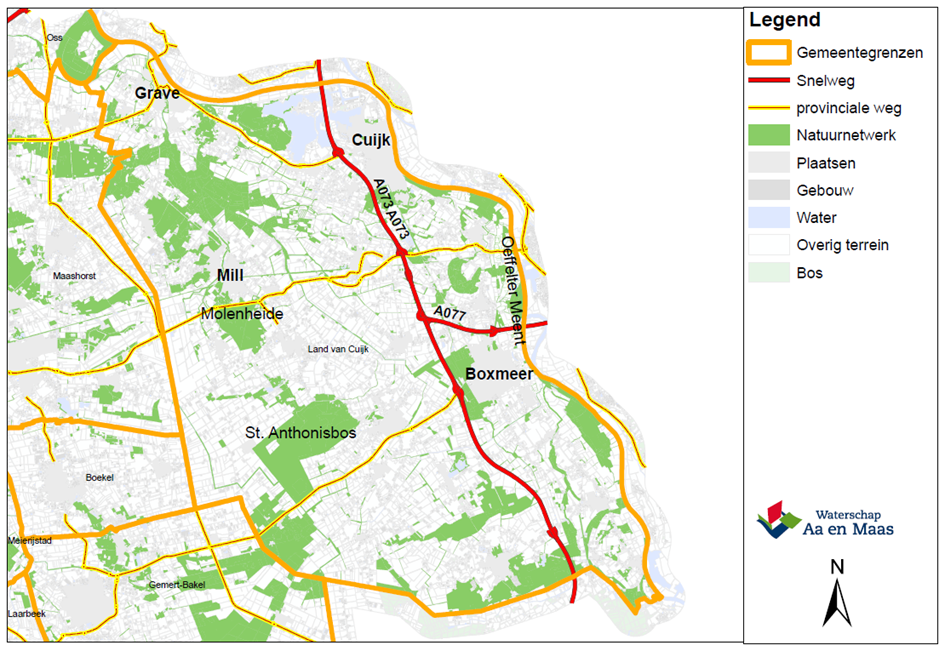 Oss
Grave
Cuijk
A073
A073
Maashorst
Mill
Molenheide
Oeffelter Meent
A077
Land van Cuijk
Boxmeer
St. Anthonisbos
Boekel
Meierijstad
Gemert-Bakel
Laarbeek
Legend
Gemeentegrenzen
Snelweg
provinciale weg
Natuurnetwerk
Plaatsen
Gebouw
Water
Overig terrein
Bos
Waterschap
Aa en Maas
N